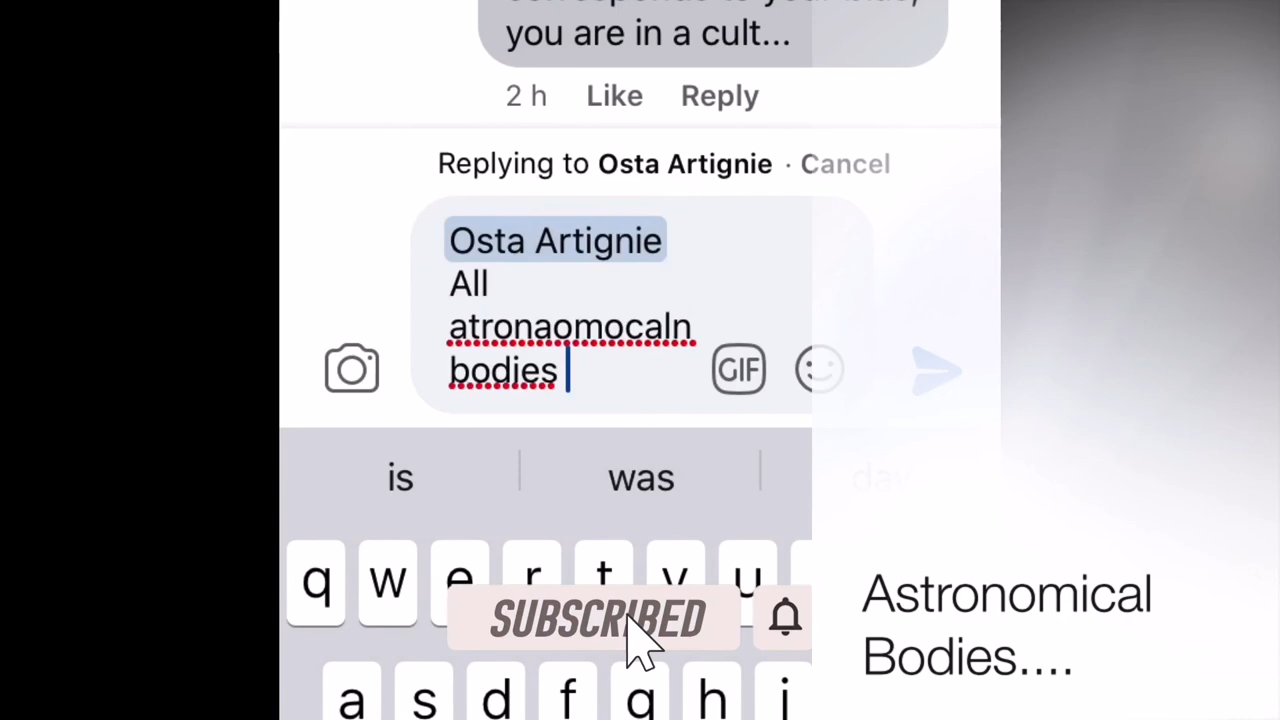 you are in a cult...
2 h Like Reply
Replying to Osta Artignie · Cancel
Osta Artignie
All
atronaomocaln
bodies
GIF
is was day
q w e r t y u
SUBSCRIBED
a s d f g h j
Astronomical
Bodies....